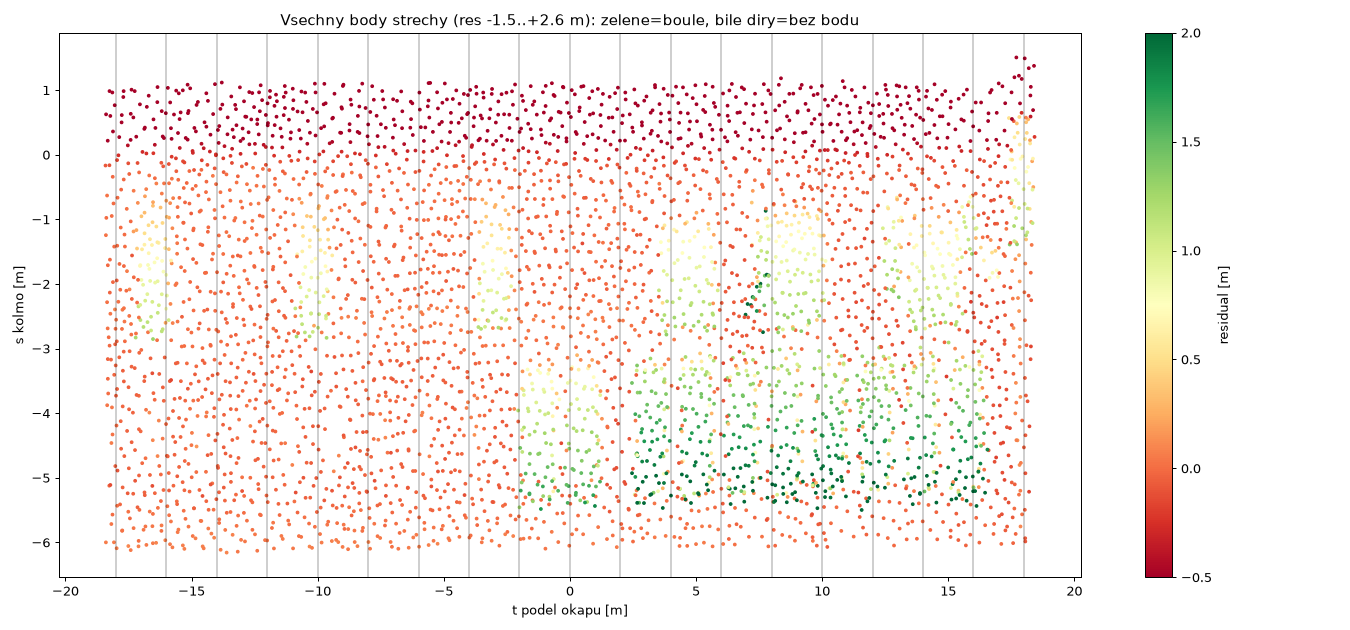 Vsechny body strechy (res -1.5..+2.6 m): zelene=boule, bile diry=bez bodu
s kolmo [m]
1
0
−1
−2
−3
−4
−5
−6
−20 −15 −10 −5 0 5 10 15 20
t podel okapu [m]
2.0
1.5
1.0
0.5
0.0
−0.5
residual [m]